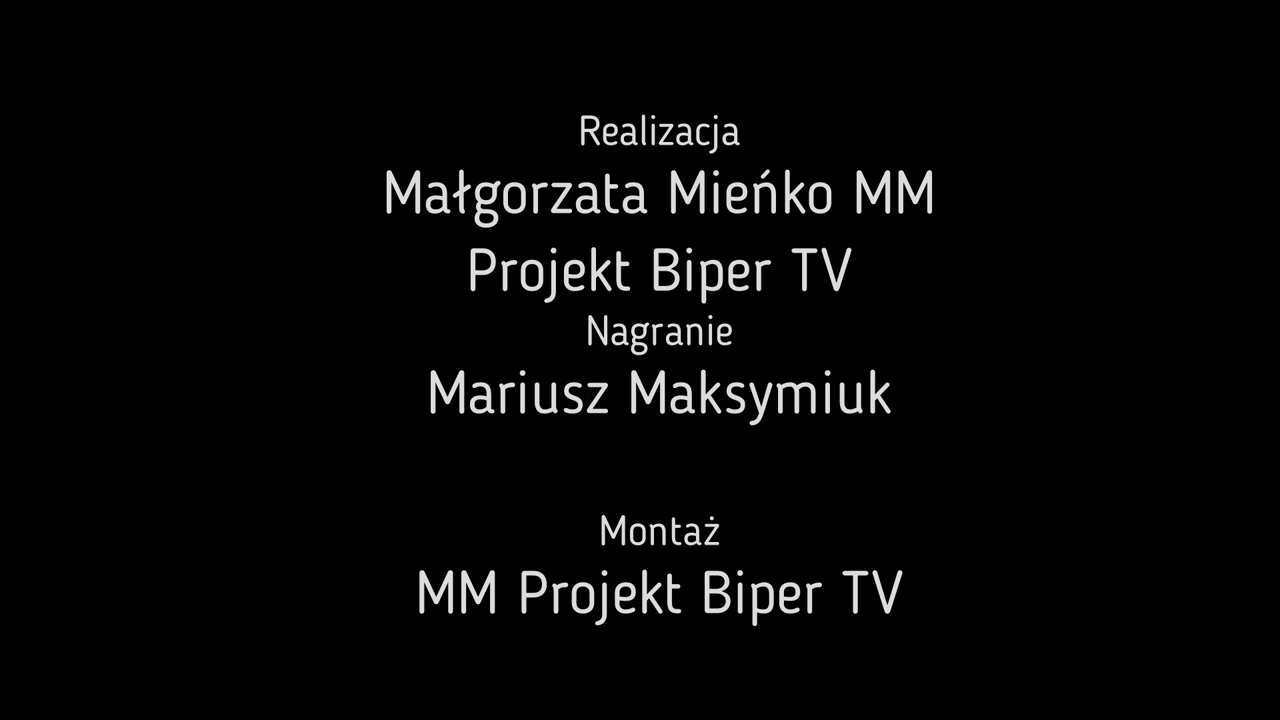 Realizacja
Małgorzata Mieńko MM
Projekt Biper TV
Nagranie
Mariusz Maksymiuk
Montaż
MM Projekt Biper TV